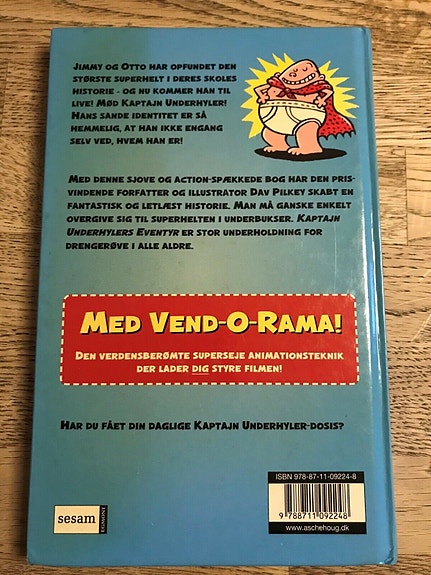 Jimmy og Otto har opfundet den
største superhelt i deres skoles
historie - og nu kommer han til
live! Mød Kaptajn Underhyler!
Hans sande identitet er så
hemmelig, at han ikke engang
selv ved, hvem han er!
Med denne sjove og action-spækkede bog har den pris-
vindende forfatter og illustrator Dav Pilkey skabt en
fantastisk og letlæst historie. Man må ganske enkelt
overgive sig til superhelten i underbukser. Kaptajn
Underhylers Eventyr er stor underholdning for
drengerøve i alle aldre.
Med Vend-O-Rama!
Den verdensberømte superseje animationsteknik
der lader dig styre filmen!
Har du fået din daglige Kaptajn Underhyler-dosis?
ISBN 978-87-11-09224-8
9 788711 092248
www.aschehoug.dk
sesam
EGMONT